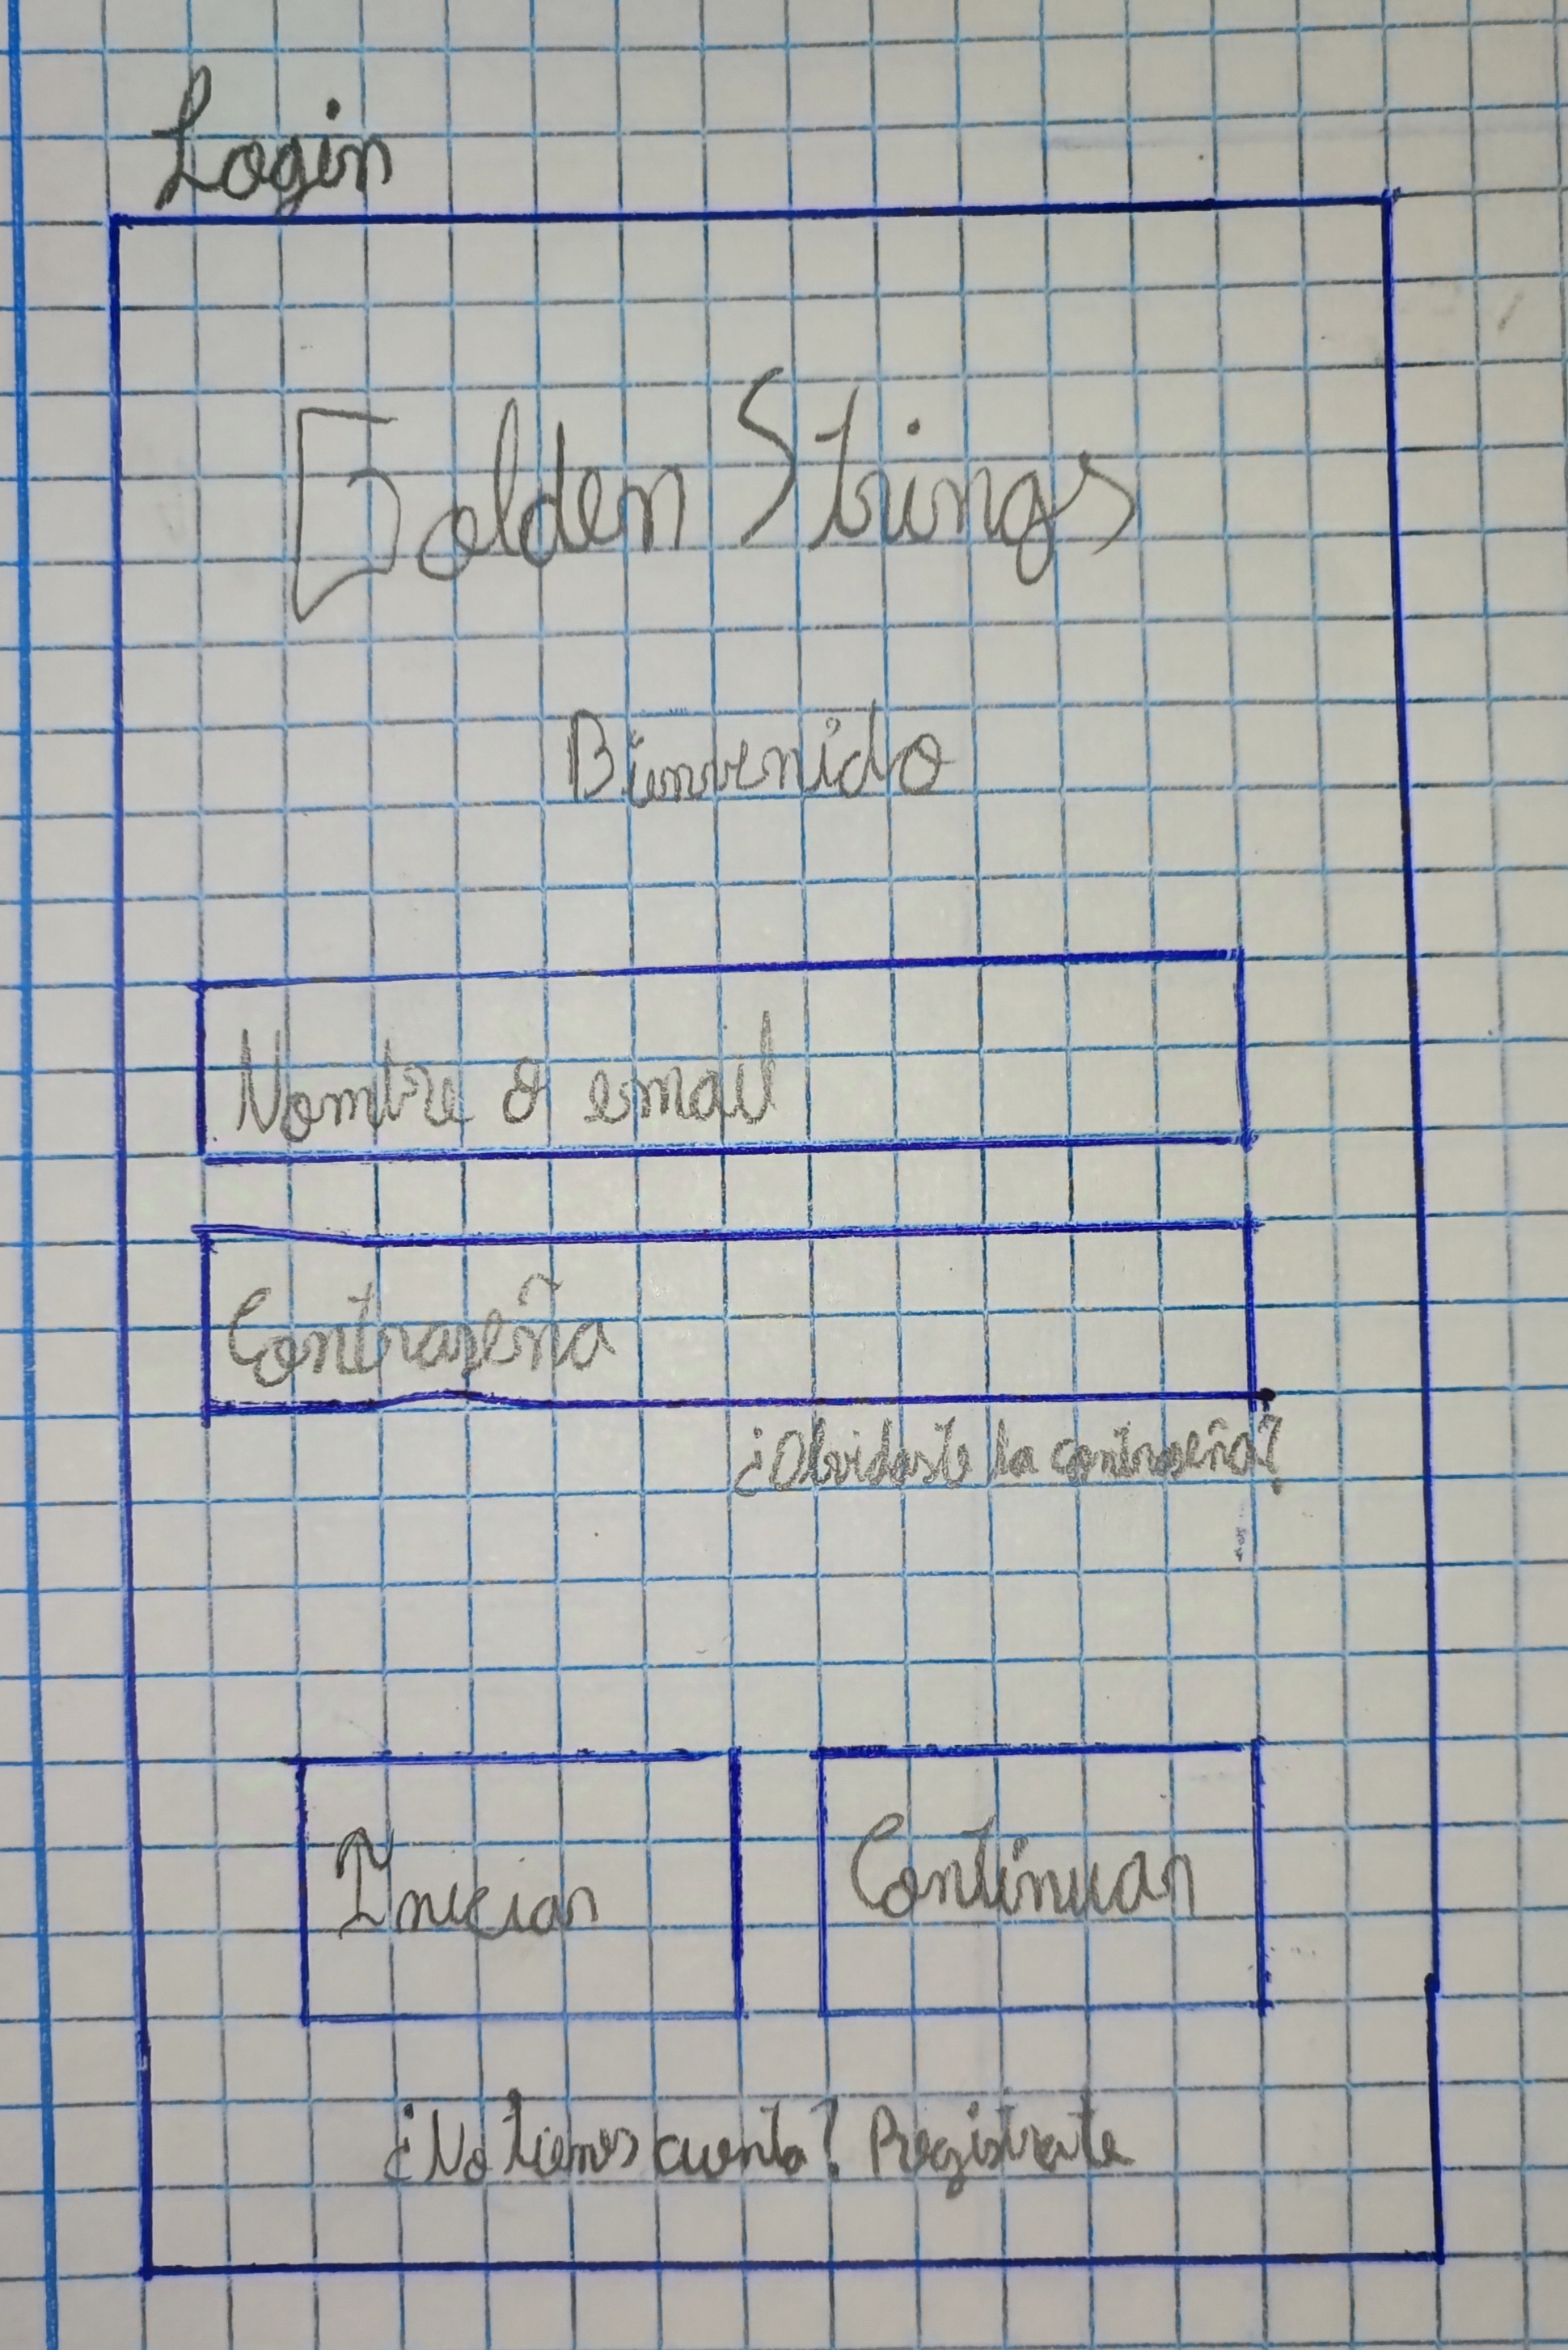 Login
Golden Strings
Bienvenido
Nombre o email
Contraseña
¿Olvidaste la contraseña?
Iniciar
Continuar
¿No tienes cuenta? Registrate